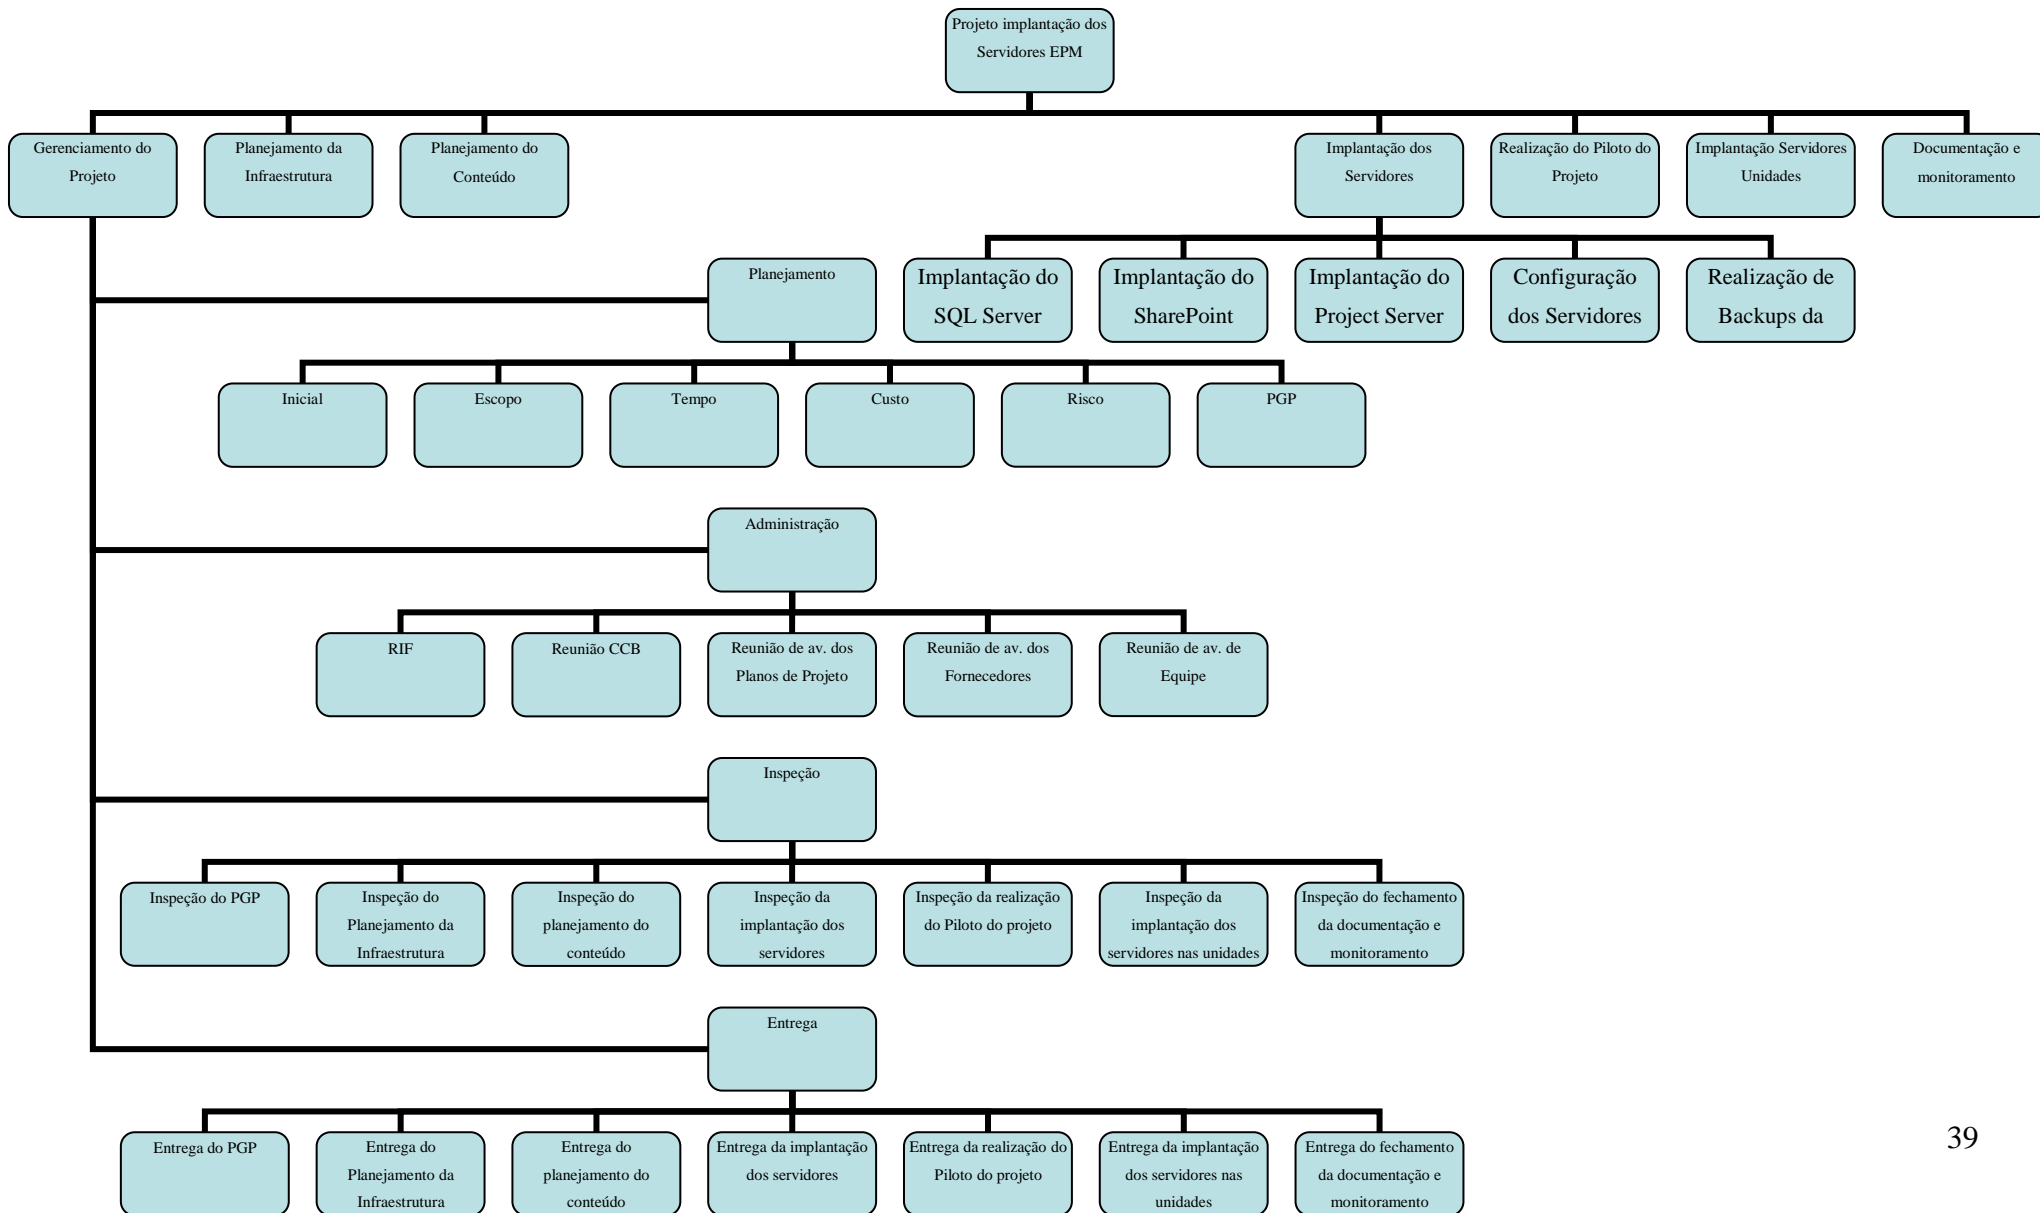 Projeto implantação dos
Servidores EPM
Gerenciamento do
Projeto
Planejamento da
Infraestrutura
Planejamento do
Conteúdo
Implantação dos
Servidores
Realização do Piloto do
Projeto
Implantação Servidores
Unidades
Documentação e
monitoramento
Planejamento
Implantação do
SQL Server
Implantação do
SharePoint
Implantação do
Project Server
Configuração
dos Servidores
Realização de
Backups da
Inicial
Escopo
Tempo
Custo
Risco
PGP
Administração
RIF
Reunião CCB
Reunião de av. dos
Planos de Projeto
Reunião de av. dos
Fornecedores
Reunião de av. de
Equipe
Inspeção
Inspeção do PGP
Inspeção do
Planejamento da
Infraestrutura
Inspeção do
planejamento do
conteúdo
Inspeção da
implantação dos
servidores
Inspeção da realização
do Piloto do projeto
Inspeção da
implantação dos
servidores nas unidades
Inspeção do fechamento
da documentação e
monitoramento
Entrega
Entrega do PGP
Entrega do
Planejamento da
Infraestrutura
Entrega do
planejamento do
conteúdo
Entrega da implantação
dos servidores
Entrega da realização do
Piloto do projeto
Entrega da implantação
dos servidores nas
unidades
Entrega do fechamento
da documentação e
monitoramento
39